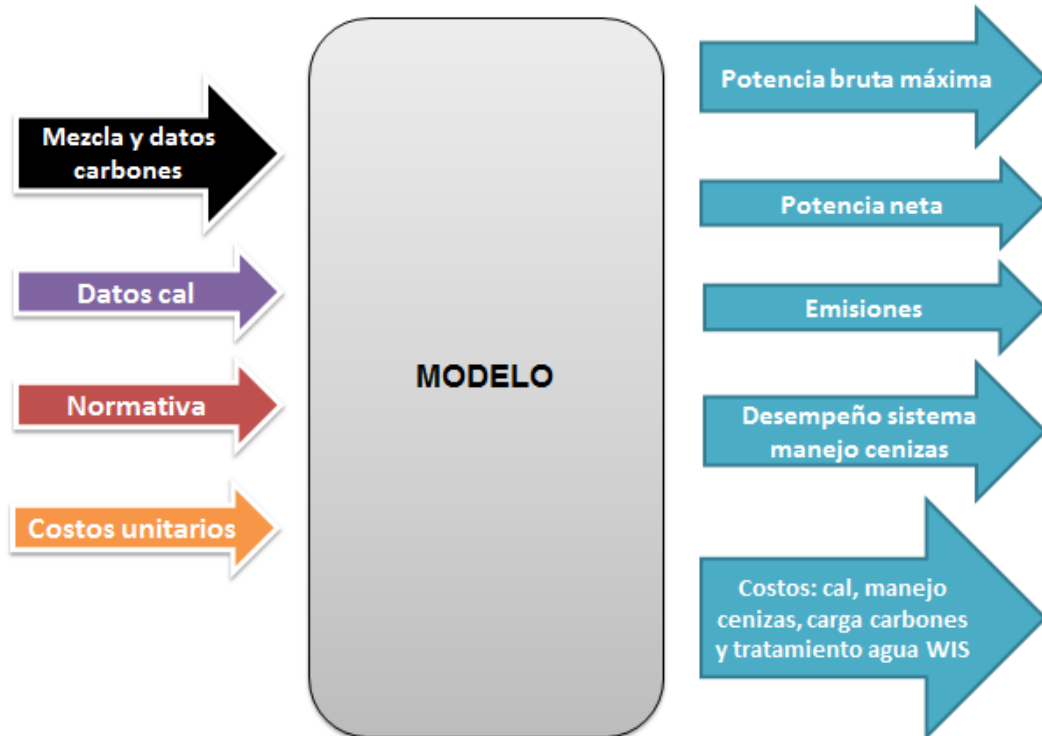 Mezcla y datos
carbones
Datos cal
Normativa
Costos unitarios
MODELO
Potencia bruta máxima
Potencia neta
Emisiones
Desempeño sistema
manejo cenizas
Costos: cal, manejo
cenizas, carga carbones
y tratamiento agua WIS